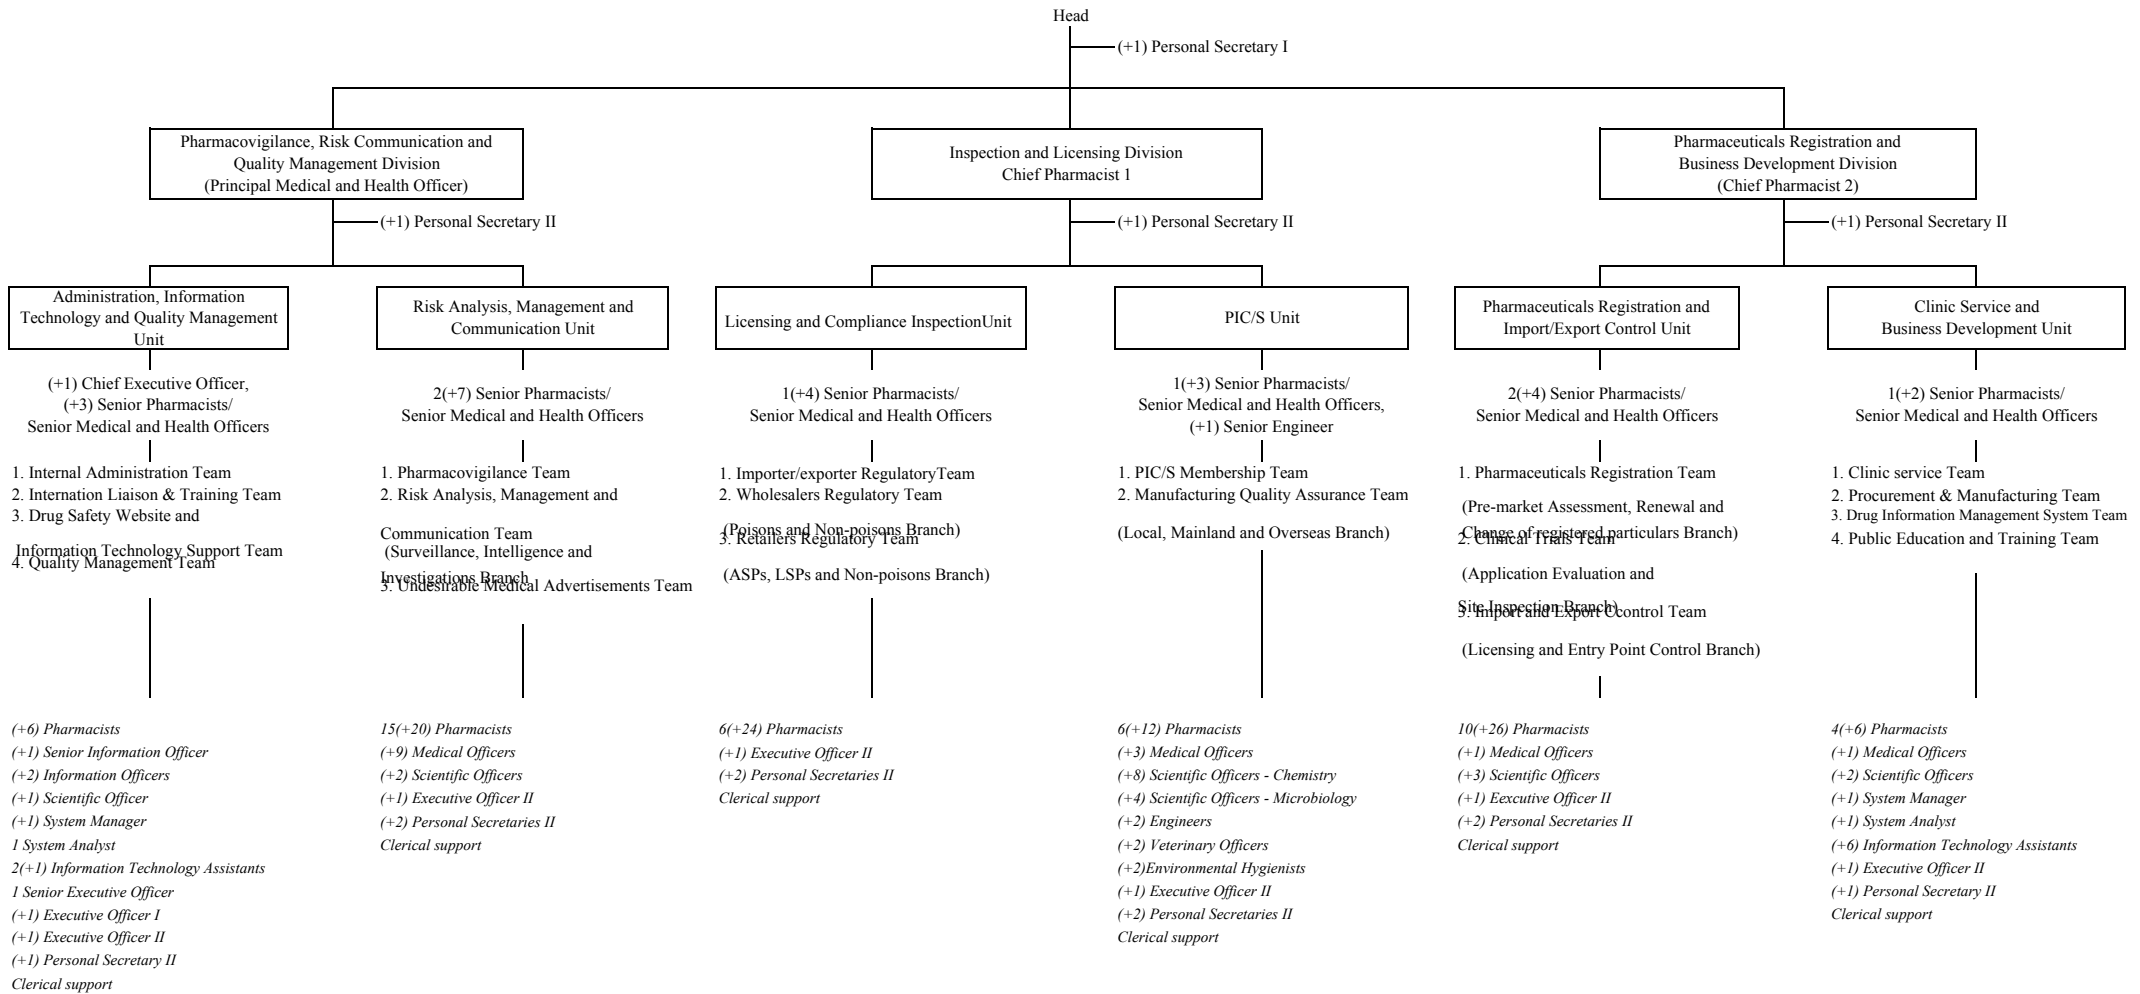 Head
(+1) Personal Secretary I
Pharmacovigilance, Risk Communication and
Quality Management Division
(Principal Medical and Health Officer)
(+1) Personal Secretary II
Inspection and Licensing Division
Chief Pharmacist 1
(+1) Personal Secretary II
Pharmaceuticals Registration and
Business Development Division
(Chief Pharmacist 2)
(+1) Personal Secretary II
Administration, Information
Technology and Quality Management
Unit
(+1) Chief Executive Officer,
(+3) Senior Pharmacists/
Senior Medical and Health Officers
1. Internal Administration Team
2. Internation Liaison & Training Team
3. Drug Safety Website and
Information Technology Support Team
4. Quality Management Team
(+6) Pharmacists
(+1) Senior Information Officer
(+2) Information Officers
(+1) Scientific Officer
(+1) System Manager
1 System Analyst
2(+1) Information Technology Assistants
1 Senior Executive Officer
(+1) Executive Officer I
(+1) Executive Officer II
(+1) Personal Secretary II
Clerical support
Risk Analysis, Management and
Communication Unit
2(+7) Senior Pharmacists/
Senior Medical and Health Officers
1. Pharmacovigilance Team
2. Risk Analysis, Management and
Communication Team
(Surveillance, Intelligence and
Investigations Branch
3. Undesirable Medical Advertisements Team
15(+20) Pharmacists
(+9) Medical Officers
(+2) Scientific Officers
(+1) Executive Officer II
(+2) Personal Secretaries II
Clerical support
Licensing and Compliance InspectionUnit
1(+4) Senior Pharmacists/
Senior Medical and Health Officers
1. Importer/exporter RegulatoryTeam
2. Wholesalers Regulatory Team
(Poisons and Non-poisons Branch)
3. Retailers Regulatory Team
(ASPs, LSPs and Non-poisons Branch)
6(+24) Pharmacists
(+1) Executive Officer II
(+2) Personal Secretaries II
Clerical support
PIC/S Unit
1(+3) Senior Pharmacists/
Senior Medical and Health Officers,
(+1) Senior Engineer
1. PIC/S Membership Team
2. Manufacturing Quality Assurance Team
(Local, Mainland and Overseas Branch)
6(+12) Pharmacists
(+3) Medical Officers
(+8) Scientific Officers - Chemistry
(+4) Scientific Officers - Microbiology
(+2) Engineers
(+2) Veterinary Officers
(+2)Environmental Hygienists
(+1) Executive Officer II
(+2) Personal Secretaries II
Clerical support
Pharmaceuticals Registration and
Import/Export Control Unit
2(+4) Senior Pharmacists/
Senior Medical and Health Officers
1. Pharmaceuticals Registration Team
(Pre-market Assessment, Renewal and
Change of registered particulars Branch)
2. Clinical Trials Team
(Application Evaluation and
Site Inspection Branch)
3. Import and Export Ccontrol Team
(Licensing and Entry Point Control Branch)
10(+26) Pharmacists
(+1) Medical Officers
(+3) Scientific Officers
(+1) Eexcutive Officer II
(+2) Personal Secretaries II
Clerical support
Clinic Service and
Business Development Unit
1(+2) Senior Pharmacists/
Senior Medical and Health Officers
1. Clinic service Team
2. Procurement & Manufacturing Team
3. Drug Information Management System Team
4. Public Education and Training Team
4(+6) Pharmacists
(+1) Medical Officers
(+2) Scientific Officers
(+1) System Manager
(+1) System Analyst
(+6) Information Technology Assistants
(+1) Executive Officer II
(+1) Personal Secretary II
Clerical support